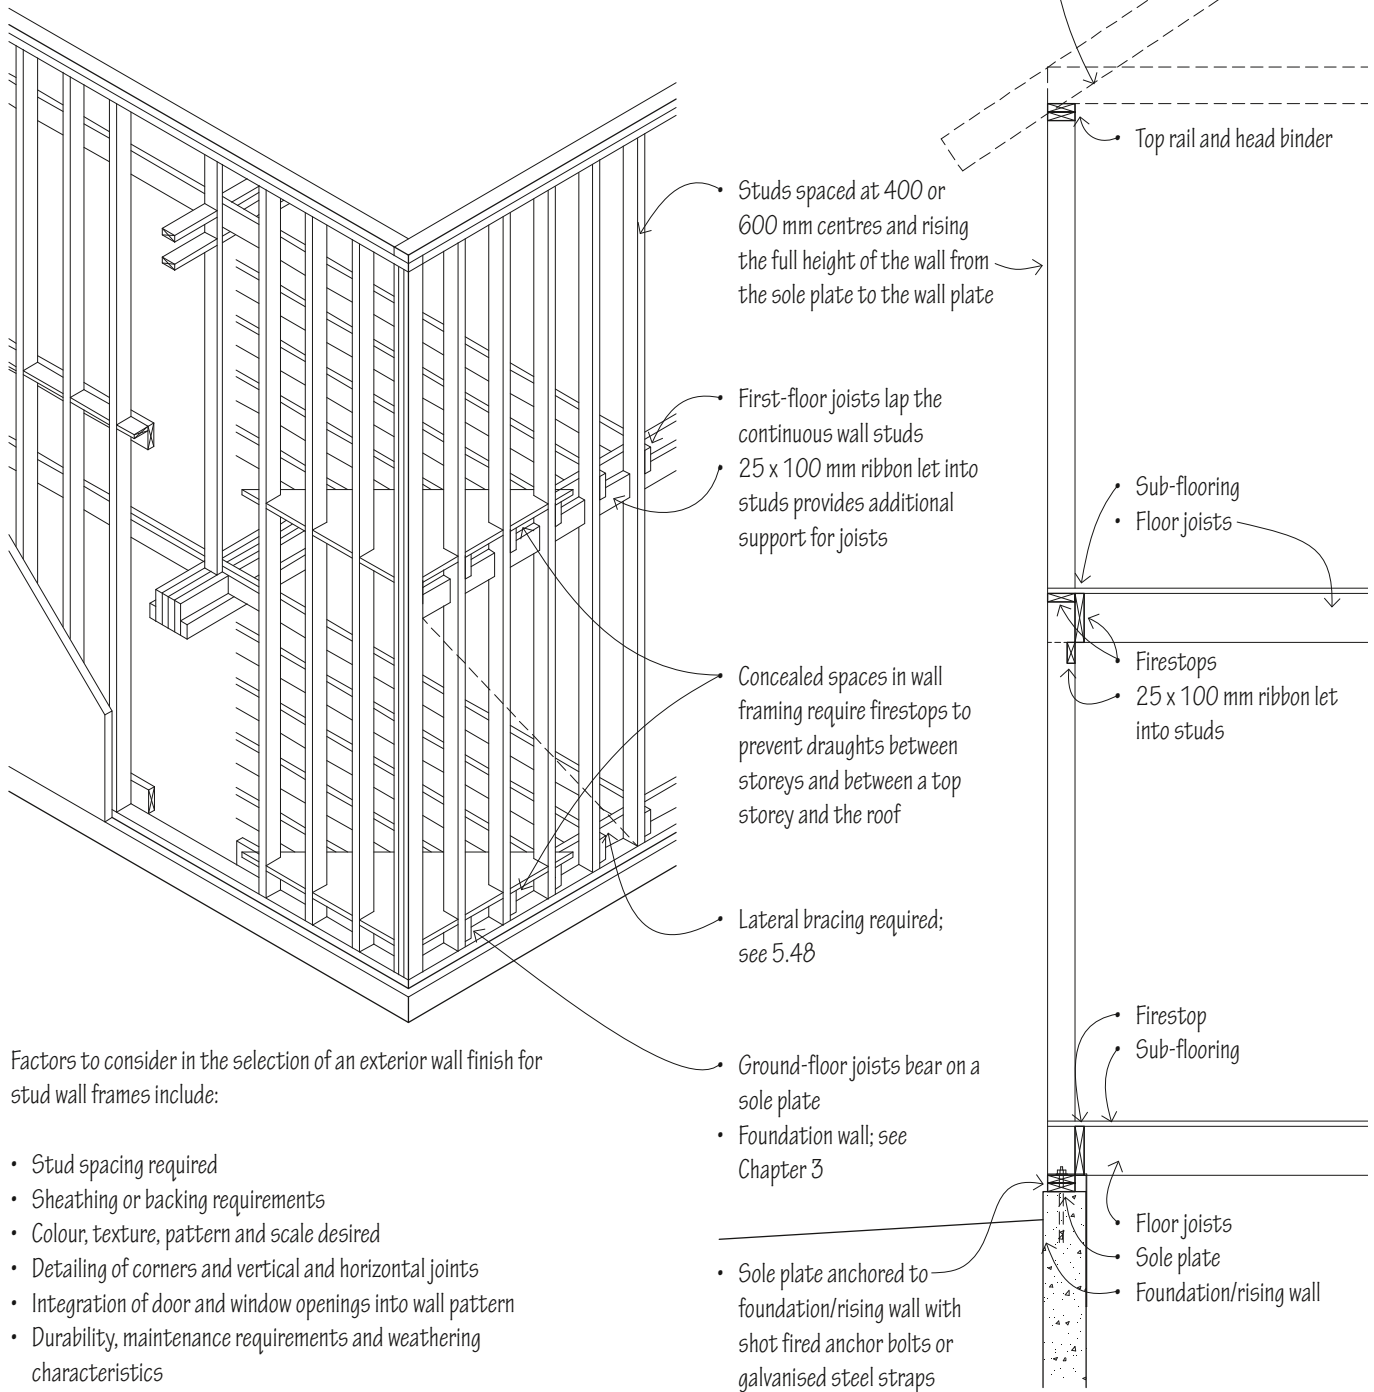 Top rail and head binder
• Studs spaced at 400 or
600 mm centres and rising
the full height of the wall from
the sole plate to the wall plate
• First-floor joists lap the
continuous wall studs
• 25 x 100 mm ribbon let into
studs provides additional
support for joists
• Sub-flooring
• Floor joists
• Firestops
• 25 x 100 mm ribbon let
into studs
• Concealed spaces in wall
framing require firestops to
prevent draughts between
storeys and between a top
storey and the roof
• Lateral bracing required;
see 5.48
• Firestop
• Sub-flooring
• Ground-floor joists bear on a
sole plate
• Foundation wall; see
Chapter 3
• Floor joists
• Sole plate
• Foundation/rising wall
• Sole plate anchored to
foundation/rising wall with
shot fired anchor bolts or
galvanised steel straps
Factors to consider in the selection of an exterior wall finish for
stud wall frames include:
• Stud spacing required
• Sheathing or backing requirements
• Colour, texture, pattern and scale desired
• Detailing of corners and vertical and horizontal joints
• Integration of door and window openings into wall pattern
• Durability, maintenance requirements and weathering
characteristics